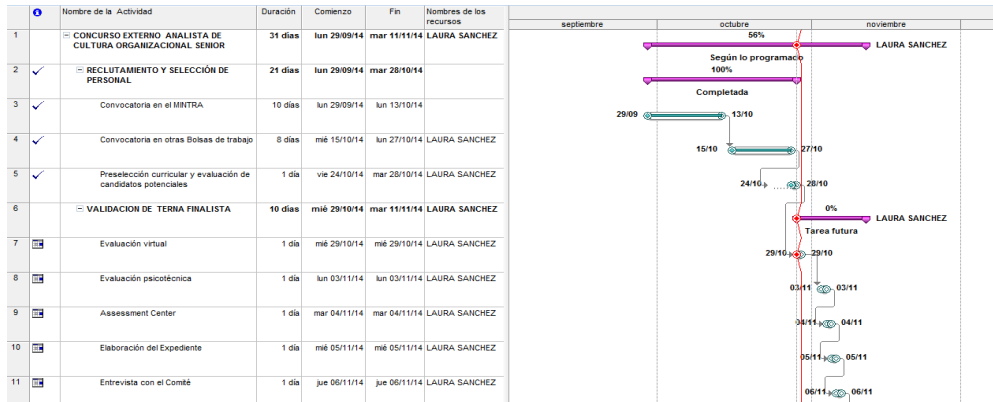 Nombre de la Actividad Duración Comienzo Fin Nombres de los
recursos
septiembre octubre noviembre
1 CONCURSO EXTERNO ANALISTA DE 31 días lun 29/09/14 mar 11/11/14 LAURA SANCHEZ
CULTURA ORGANIZACIONAL SENIOR
56%
LAURA SANCHEZ
Según lo programado
2 RECLUTAMIENTO Y SELECCIÓN DE 21 días lun 29/09/14 mar 28/10/14
PERSONAL
100%
Completada
3 Convocatoria en el MINTRA 10 días lun 29/09/14 lun 13/10/14
29/09 13/10
4 Convocatoria en otras Bolsas de trabajo 8 días mié 15/10/14 lun 27/10/14 LAURA SANCHEZ
15/10 27/10
5 Preselección curricular y evaluación de 1 día vie 24/10/14 mar 28/10/14 LAURA SANCHEZ
candidatos potenciales
24/10 28/10
6 VALIDACION DE TERNA FINALISTA 10 días mié 29/10/14 mar 11/11/14 LAURA SANCHEZ
0%
LAURA SANCHEZ
Tarea futura
7 Evaluación virtual 1 día mié 29/10/14 mié 29/10/14 LAURA SANCHEZ
29/10 29/10
8 Evaluación psicotécnica 1 día lun 03/11/14 lun 03/11/14 LAURA SANCHEZ
03/11 03/11
9 Assessment Center 1 día mar 04/11/14 mar 04/11/14 LAURA SANCHEZ
04/11 04/11
10 Elaboración del Expediente 1 día mié 05/11/14 mié 05/11/14 LAURA SANCHEZ
05/11 05/11
11 Entrevista con el Comité 1 día jue 06/11/14 jue 06/11/14 LAURA SANCHEZ
06/11 06/11